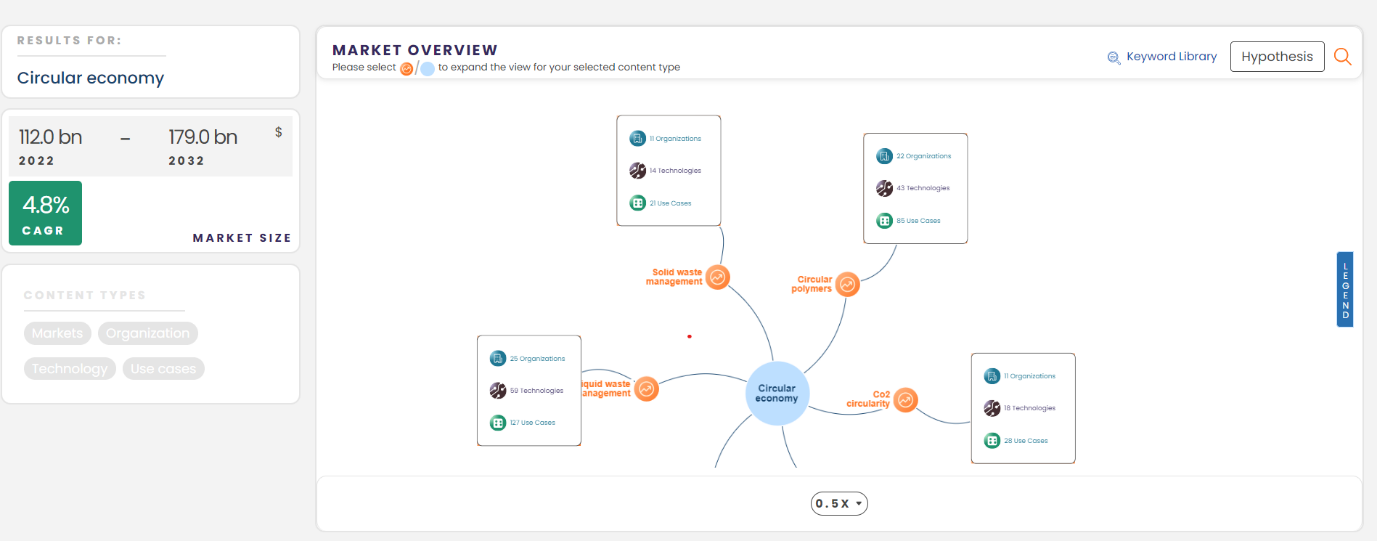 RESULTS FOR:
Circular economy
112.0 bn – 179.0 bn $
2022 2032
4.8%
CAGR
MARKET SIZE
CONTENT TYPES
Markets Organization
Technology Use cases
MARKET OVERVIEW
Please select / to expand the view for your selected content type
Keyword Library
Hypothesis
11 Organizations
14 Technologies
21 Use Cases
22 Organizations
43 Technologies
85 Use Cases
Solid waste
management
Circular
polymers
25 Organizations
59 Technologies
127 Use Cases
iquid waste
anagement
Circular
economy
Co2
circularity
11 Organizations
18 Technologies
28 Use Cases
LEGEND
0.5X